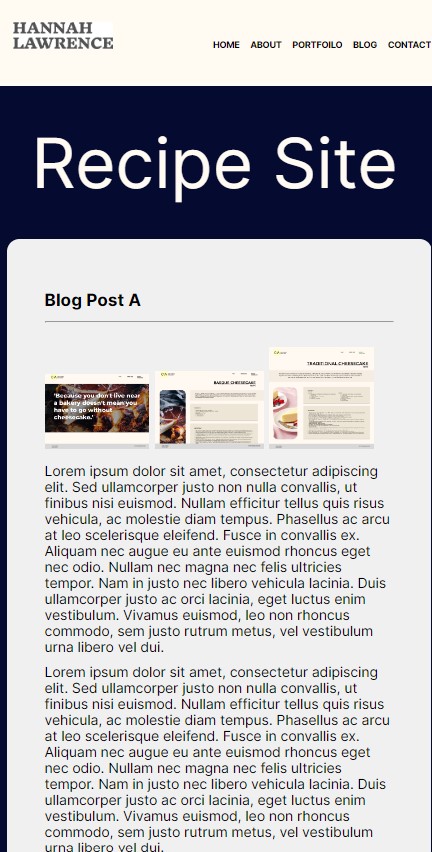 HANNAH
LAWRENCE
HOME ABOUT PORTFOILO BLOG CONTACT
Recipe Site
Blog Post A
'Because you don't live near
a bakery doesn't mean you
have to go without
cheesecake.'
BASQUE CHEESECAKE
TRADITIONAL CHEESECAKE
Lorem ipsum dolor sit amet, consectetur adipiscing
elit. Sed ullamcorper justo non nulla convallis, ut
finibus nisi euismod. Nullam efficitur tellus quis risus
vehicula, ac molestie diam tempus. Phasellus ac arcu
at leo scelerisque eleifend. Fusce in convallis ex.
Aliquam nec augue eu ante euismod rhoncus eget
nec odio. Nullam nec magna nec felis ultricies
tempor. Nam in justo nec libero vehicula lacinia. Duis
ullamcorper justo ac orci lacinia, eget luctus enim
vestibulum. Vivamus euismod, leo non rhoncus
commodo, sem justo rutrum metus, vel vestibulum
urna libero vel dui.
Lorem ipsum dolor sit amet, consectetur adipiscing
elit. Sed ullamcorper justo non nulla convallis, ut
finibus nisi euismod. Nullam efficitur tellus quis risus
vehicula, ac molestie diam tempus. Phasellus ac arcu
at leo scelerisque eleifend. Fusce in convallis ex.
Aliquam nec augue eu ante euismod rhoncus eget
nec odio. Nullam nec magna nec felis ultricies
tempor. Nam in justo nec libero vehicula lacinia. Duis
ullamcorper justo ac orci lacinia, eget luctus enim
vestibulum. Vivamus euismod, leo non rhoncus
commodo, sem justo rutrum metus, vel vestibulum
urna libero vel dui.